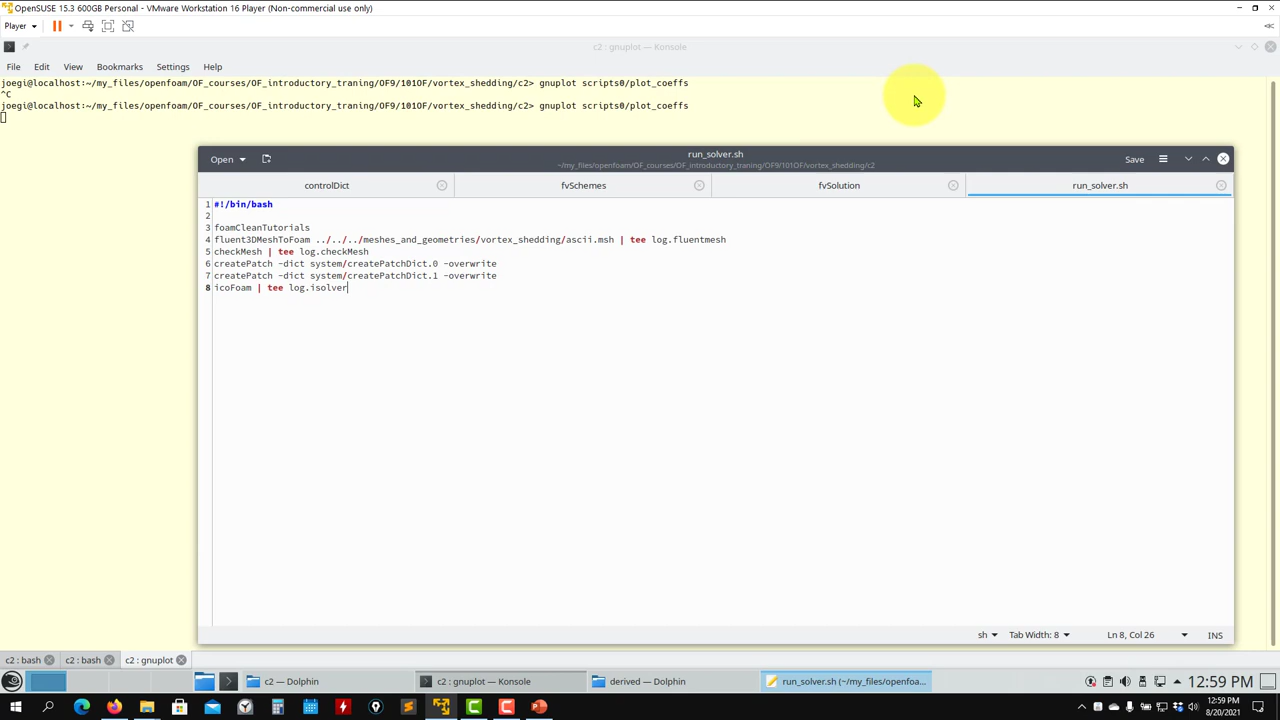 OpenSUSE 15.3 600GB Personal - VMware Workstation 16 Player (Non-commercial use only)
Player
c2 : gnuplot — Konsole
File Edit View Bookmarks Settings Help
joegi@localhost:~/my_files/openfoam/OF_courses/OF_introductory_traning/OF9/101OF/vortex_shedding/c2> gnuplot scripts0/plot_coeffs
^C
joegi@localhost:~/my_files/openfoam/OF_courses/OF_introductory_traning/OF9/101OF/vortex_shedding/c2> gnuplot scripts0/plot_coeffs
run_solver.sh
Open
~/my_files/openfoam/OF_courses/OF_introductory_traning/OF9/101OF/vortex_shedding/c2
Save
controlDict fvSchemes fvSolution run_solver.sh
1 #!/bin/bash
2
3 foamCleanTutorials
4 fluent3DMeshToFoam ../../../meshes_and_geometries/vortex_shedding/ascii.msh | tee log.fluentmesh
5 checkMesh | tee log.checkMesh
6 createPatch -dict system/createPatchDict.0 -overwrite
7 createPatch -dict system/createPatchDict.1 -overwrite
8 icoFoam | tee log.isolver
sh Tab Width: 8 Ln 8, Col 26 INS
c2 : bash c2 : bash c2 : gnuplot
c2 — Dolphin c2 : gnuplot — Konsole derived — Dolphin run_solver.sh (~/my_files/openfoa... 12:59 PM
12:59 PM
8/20/2021